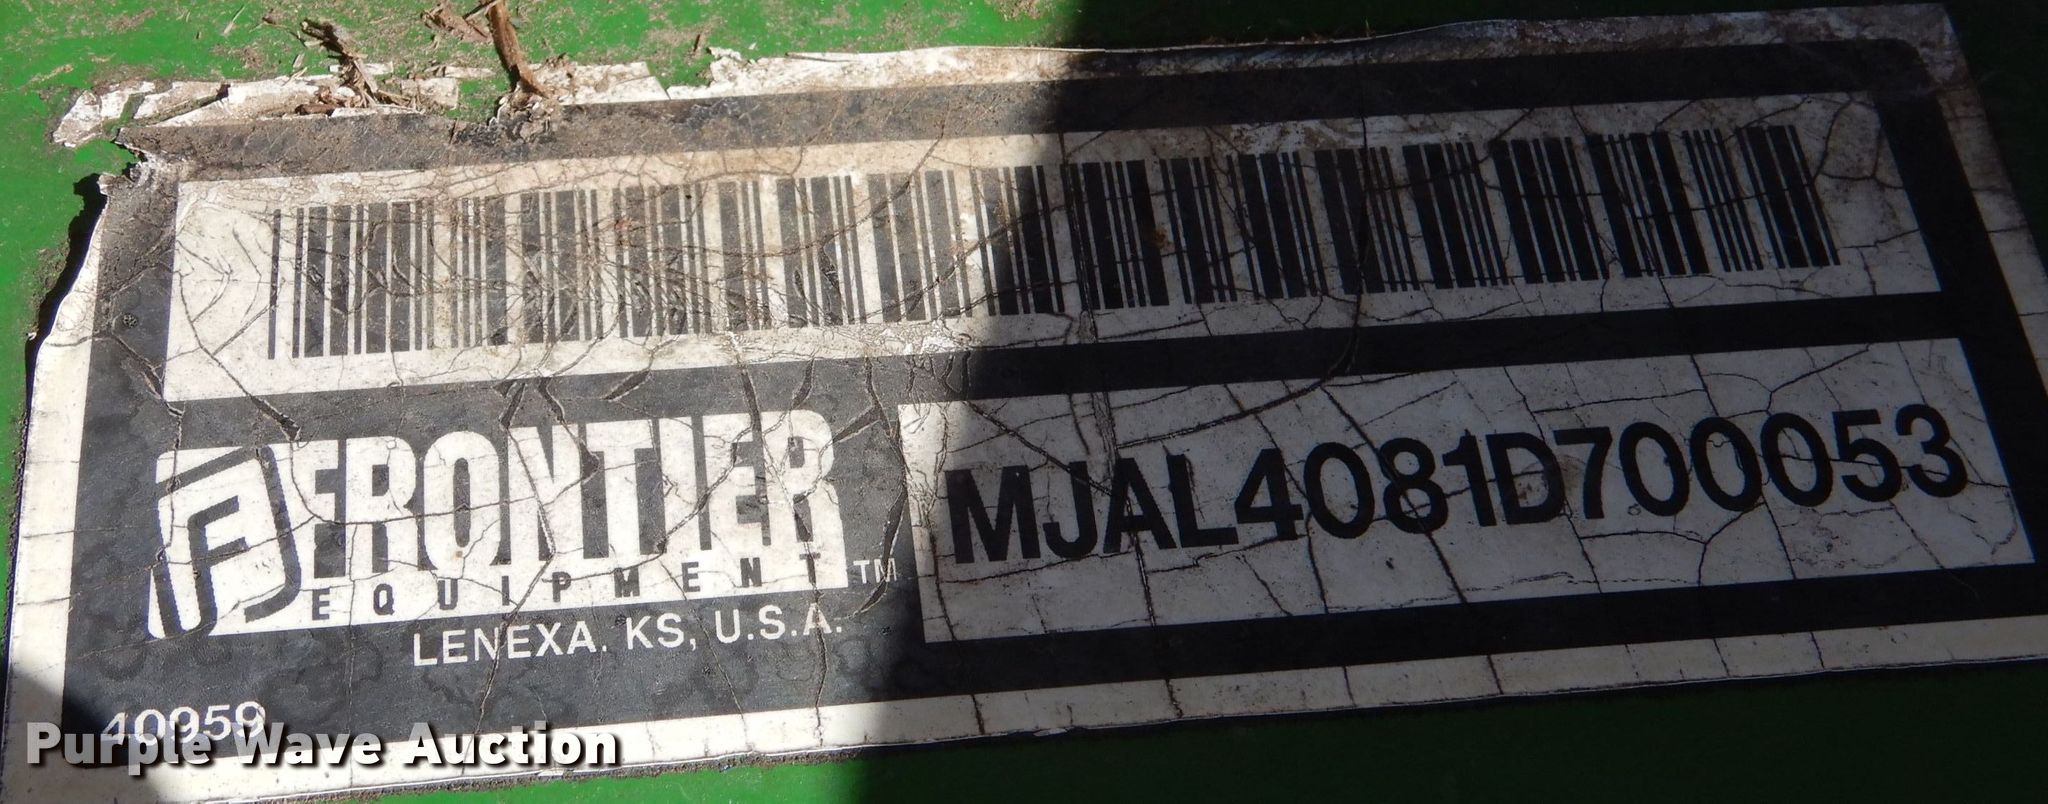 FRONTIER
EQUIPMENT™
LENEXA. KS, U.S.A.
MJAL4081D700053
40959
Purple Wave Auction